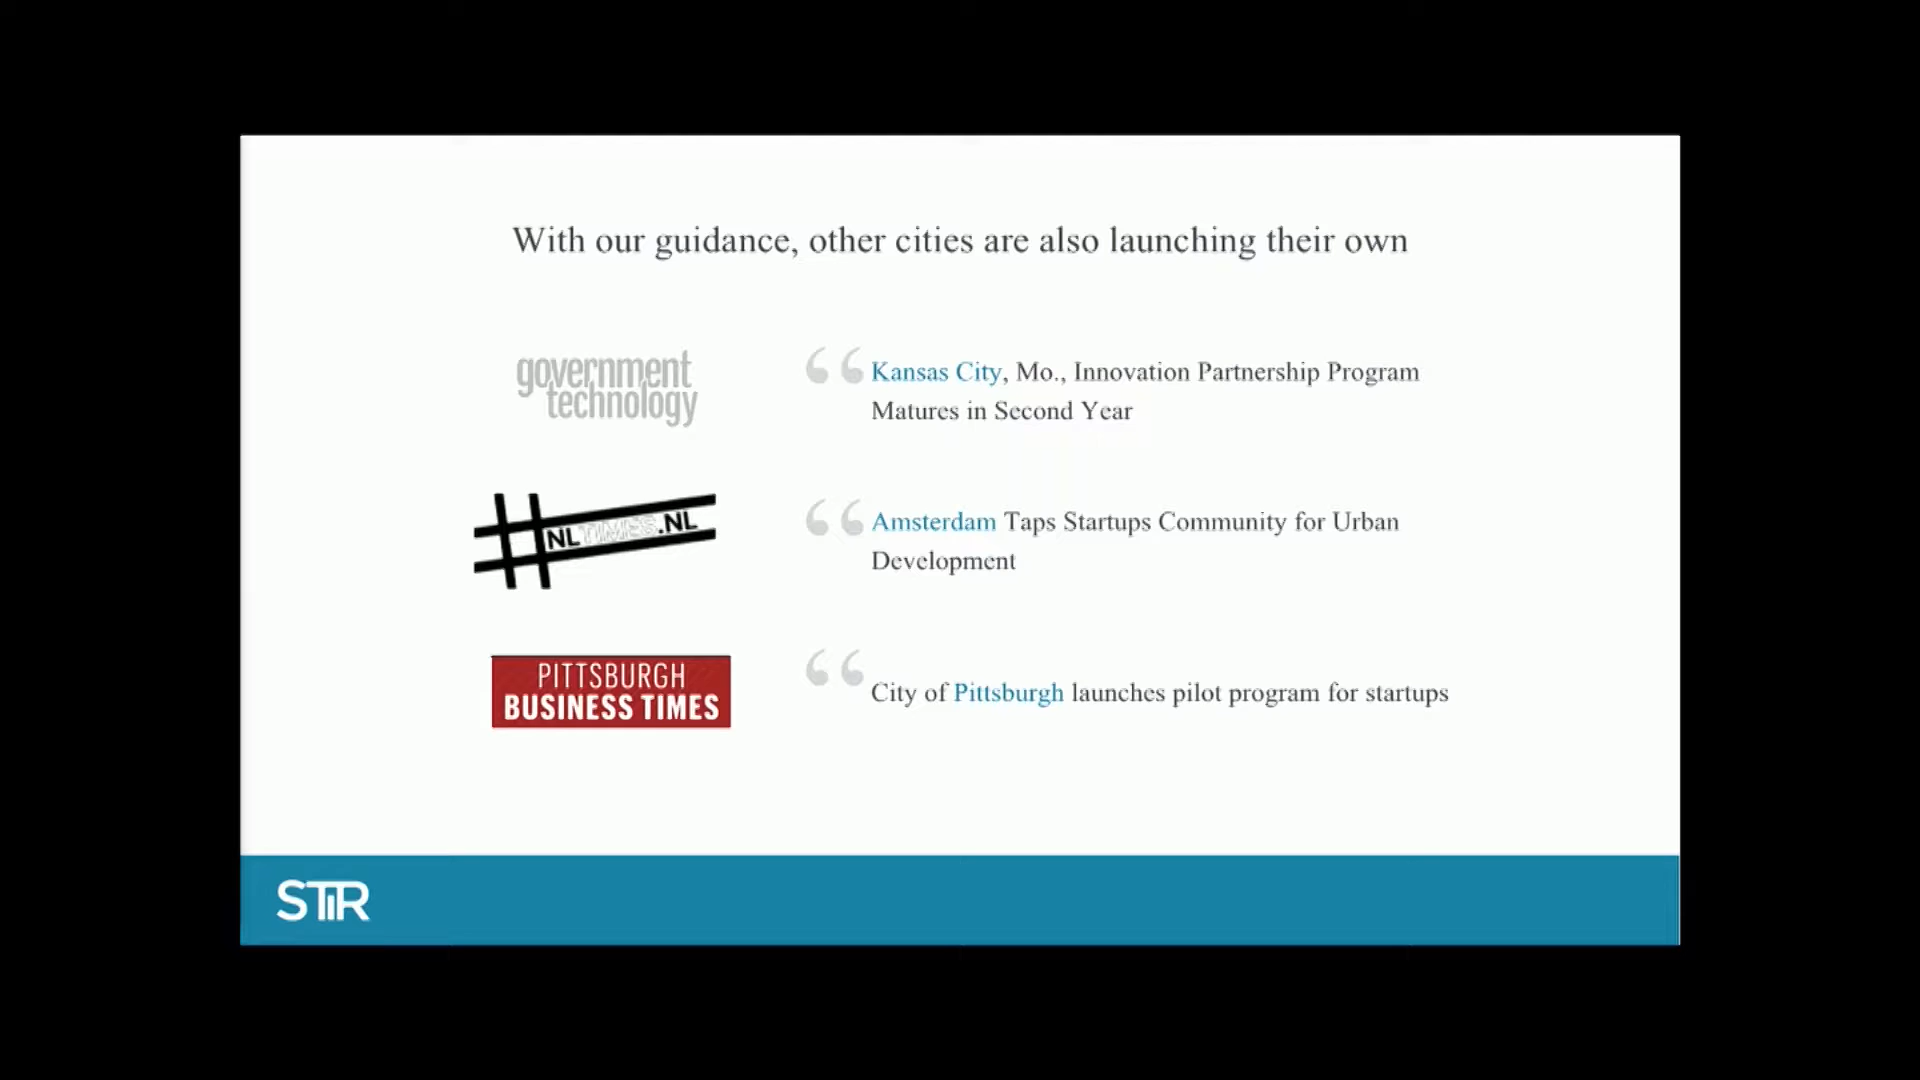 With our guidance, other cities are also launching their own
government
technology
Kansas City, Mo., Innovation Partnership Program
Matures in Second Year
NLTIMES.NL
Amsterdam Taps Startups Community for Urban
Development
PITTSBURGH
BUSINESS TIMES
City of Pittsburgh launches pilot program for startups
STiR